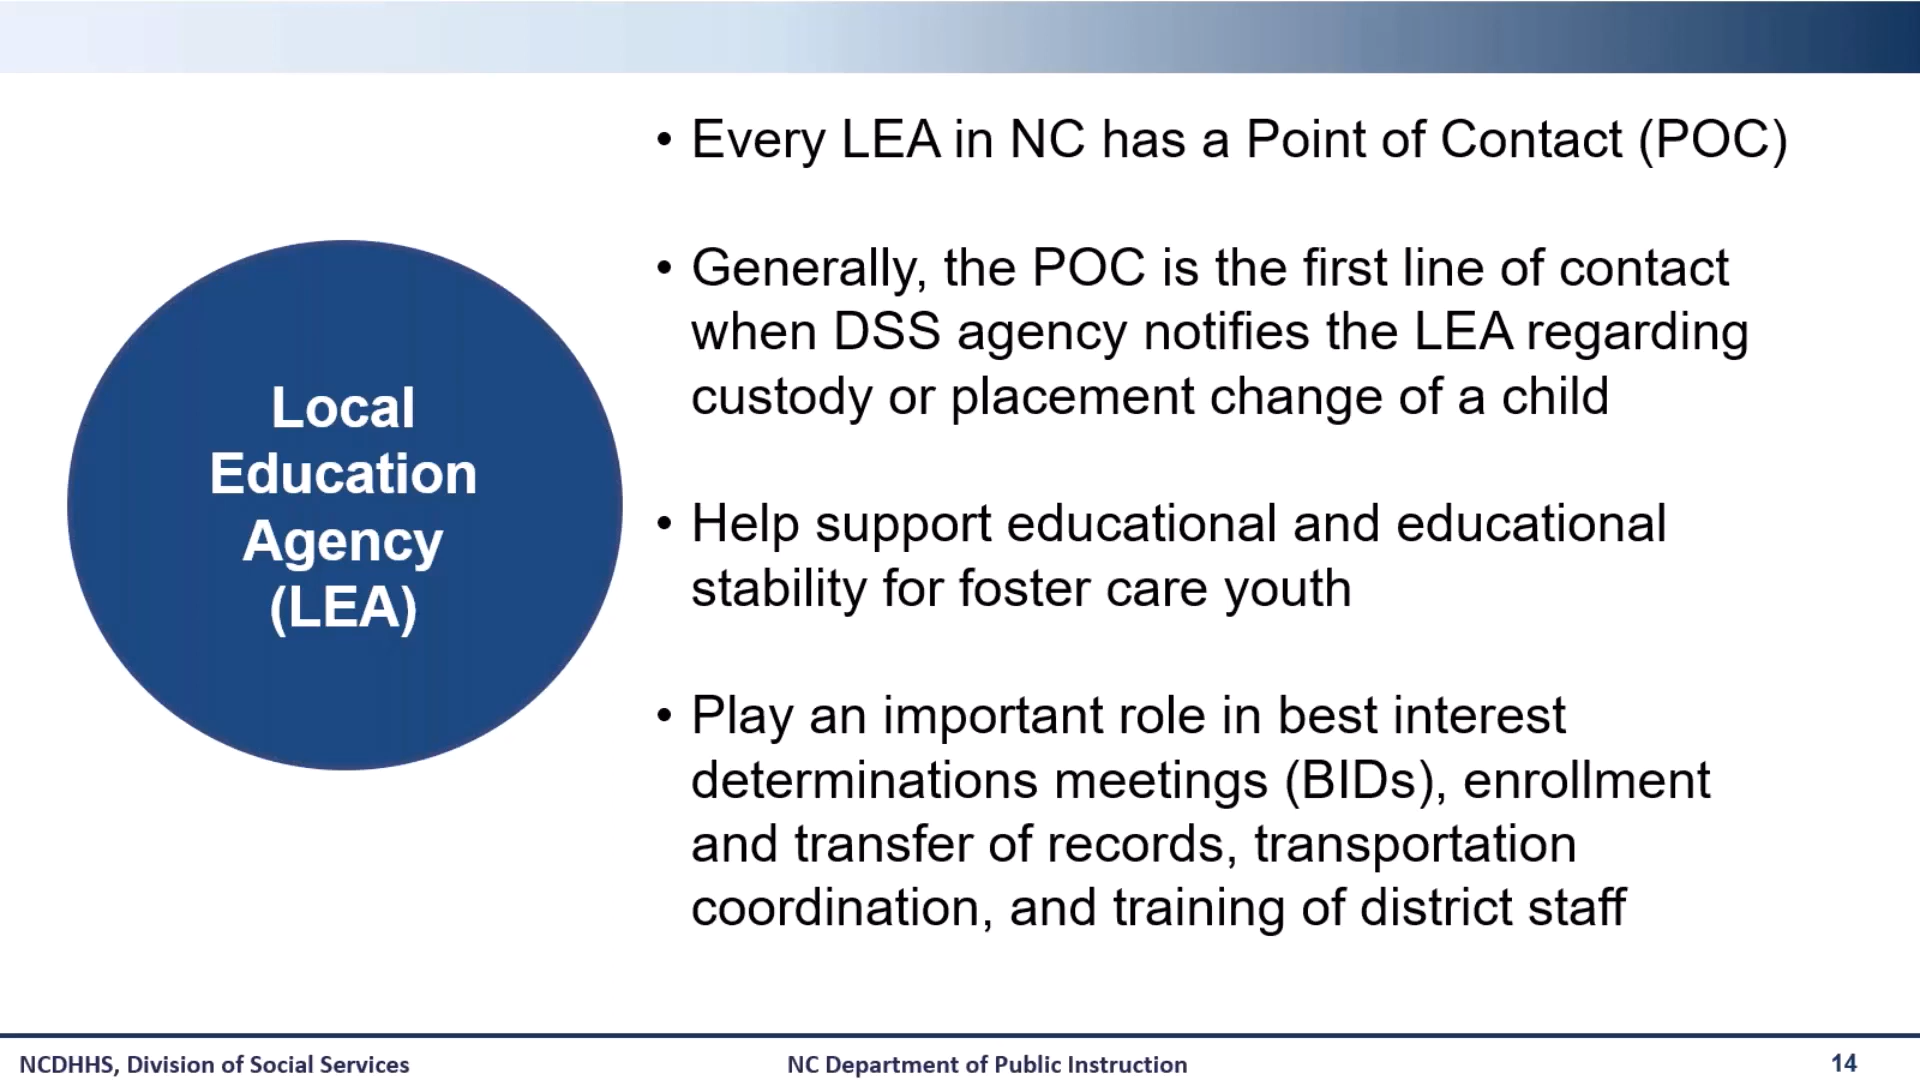 Local
Education
Agency
(LEA)
• Every LEA in NC has a Point of Contact (POC)
• Generally, the POC is the first line of contact
when DSS agency notifies the LEA regarding
custody or placement change of a child
• Help support educational and educational
stability for foster care youth
• Play an important role in best interest
determinations meetings (BIDs), enrollment
and transfer of records, transportation
coordination, and training of district staff
NCDHHS, Division of Social Services
NC Department of Public Instruction
14